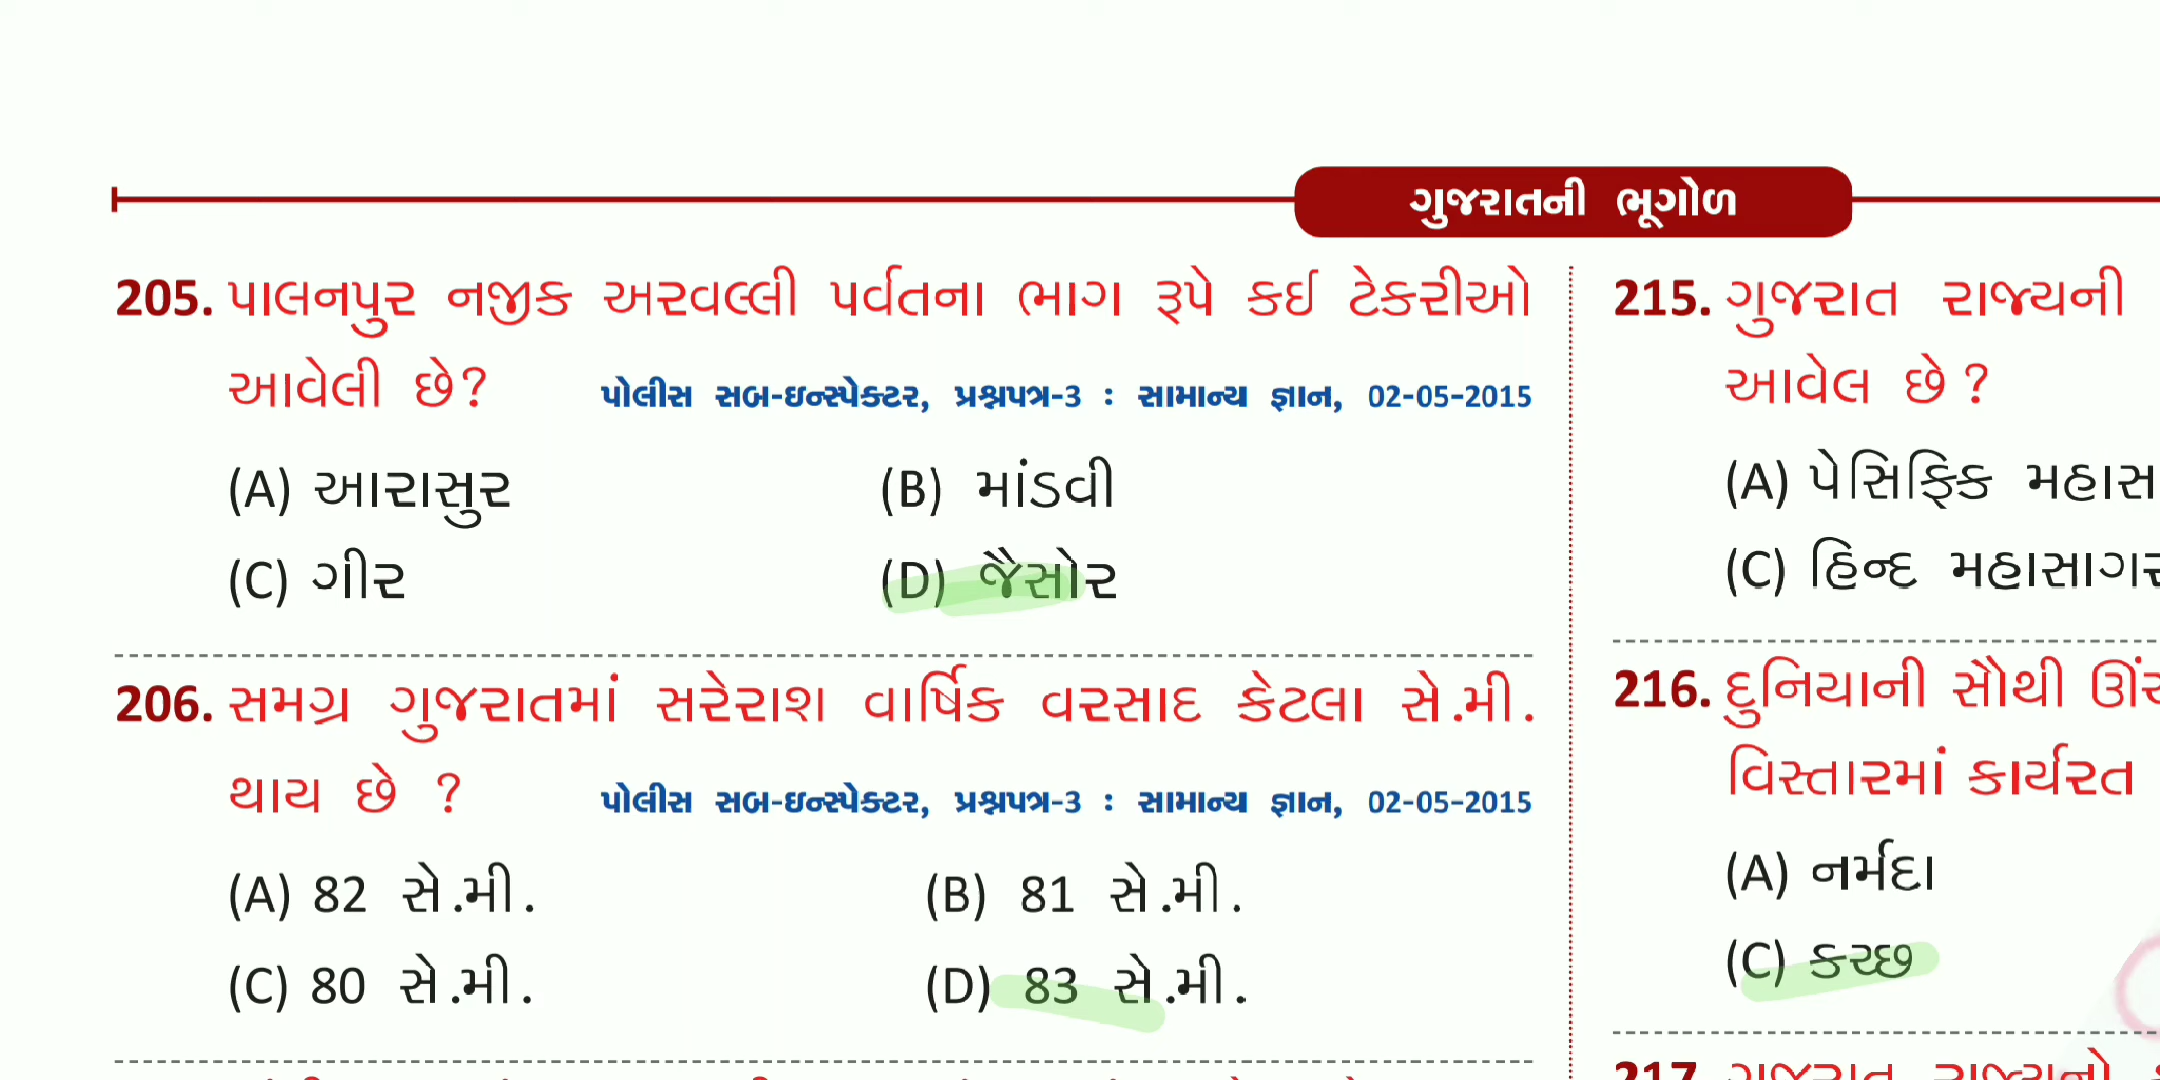 ગુજરાતની ભૂગોળ
205. પાલનપુર નજીક અરવલ્લી પર્વતના ભાગ રૂપે કઈ ટેકરીઓ
આવેલી છે?
પોલીસ સબ-ઇન્સ્પેક્ટર, પ્રશ્નપત્ર-3 : સામાન્ય જ્ઞાન, 02-05-2015
(A) આરાસુર (B) માંડવી
(C) ગીર (D) જૈસોર
206. સમગ્ર ગુજરાતમાં સરેરાશ વાર્ષિક વરસાદ કેટલા સે.મી.
થાય છે ?
પોલીસ સબ-ઇન્સ્પેક્ટર, પ્રશ્નપત્ર-3 : સામાન્ય જ્ઞાન, 02-05-2015
(A) 82 સે.મી. (B) 81 સે.મી.
(C) 80 સે.મી. (D) 83 સે.મી.
215. ગુજરાત રાજ્યની
આવેલ છે ?
(A) પેસિફિક
(C) હિન્દ
216. દુનિયાની સૌથી
વિસ્તારમાં કાર્યરત
(A) નર્મદા
(C) કચ્છ